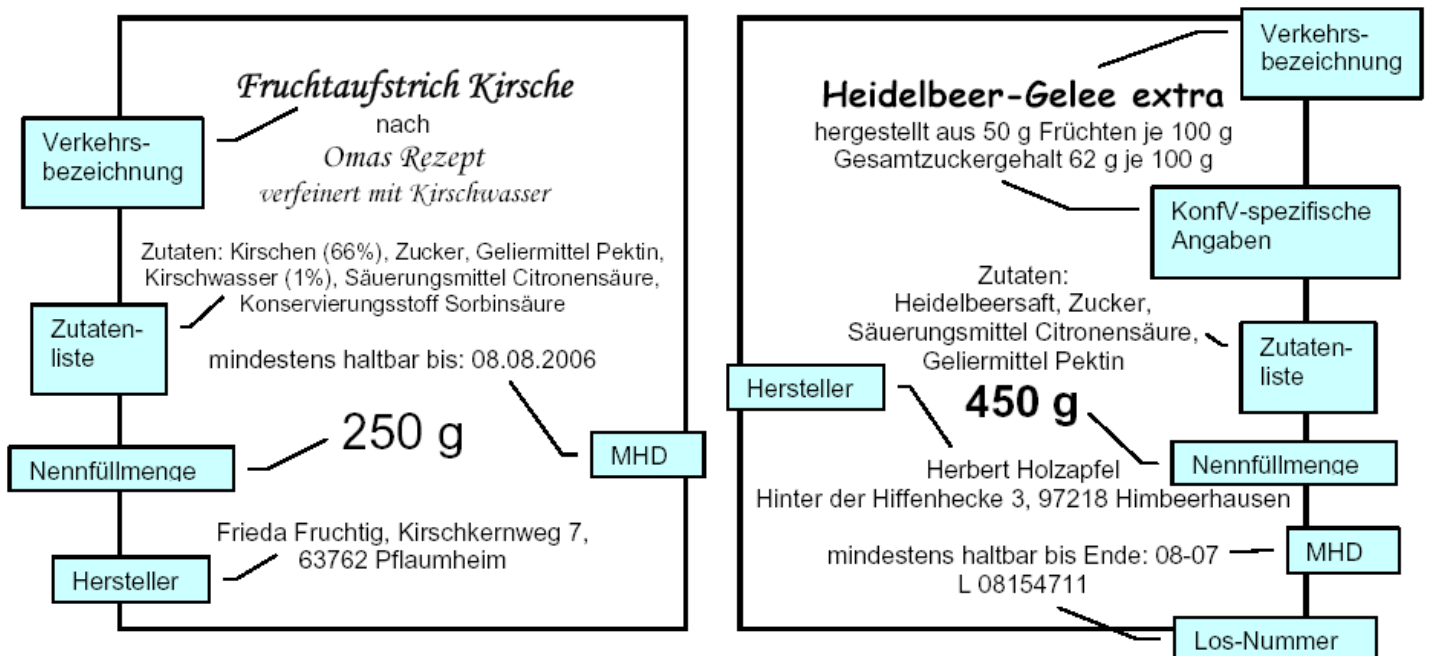 Fruchtaufstrich Kirsche
nach
Omas Rezept
verfeinert mit Kirschwasser
Verkehrs-
bezeichnung
Zutaten: Kirschen (66%), Zucker, Geliermittel Pektin,
Kirschwasser (1%), Säuerungsmittel Citronensäure,
Konservierungsstoff Sorbinsäure
Zutaten-
liste
mindestens haltbar bis: 08.08.2006
250 g
MHD
Nennfüllmenge
Frieda Fruchtig, Kirschkernweg 7,
63762 Pflaumheim
Hersteller
Verkehrs-
bezeichnung
Heidelbeer-Gelee extra
hergestellt aus 50 g Früchten je 100 g
Gesamtzuckergehalt 62 g je 100 g
KonfV-spezifische
Angaben
Zutaten:
Heidelbeersaft, Zucker,
Säuerungsmittel Citronensäure,
Geliermittel Pektin
Zutaten-
liste
Hersteller
450 g
Nennfüllmenge
Herbert Holzapfel
Hinter der Hiffenhecke 3, 97218 Himbeerhausen
mindestens haltbar bis Ende: 08-07
MHD
L 08154711
Los-Nummer